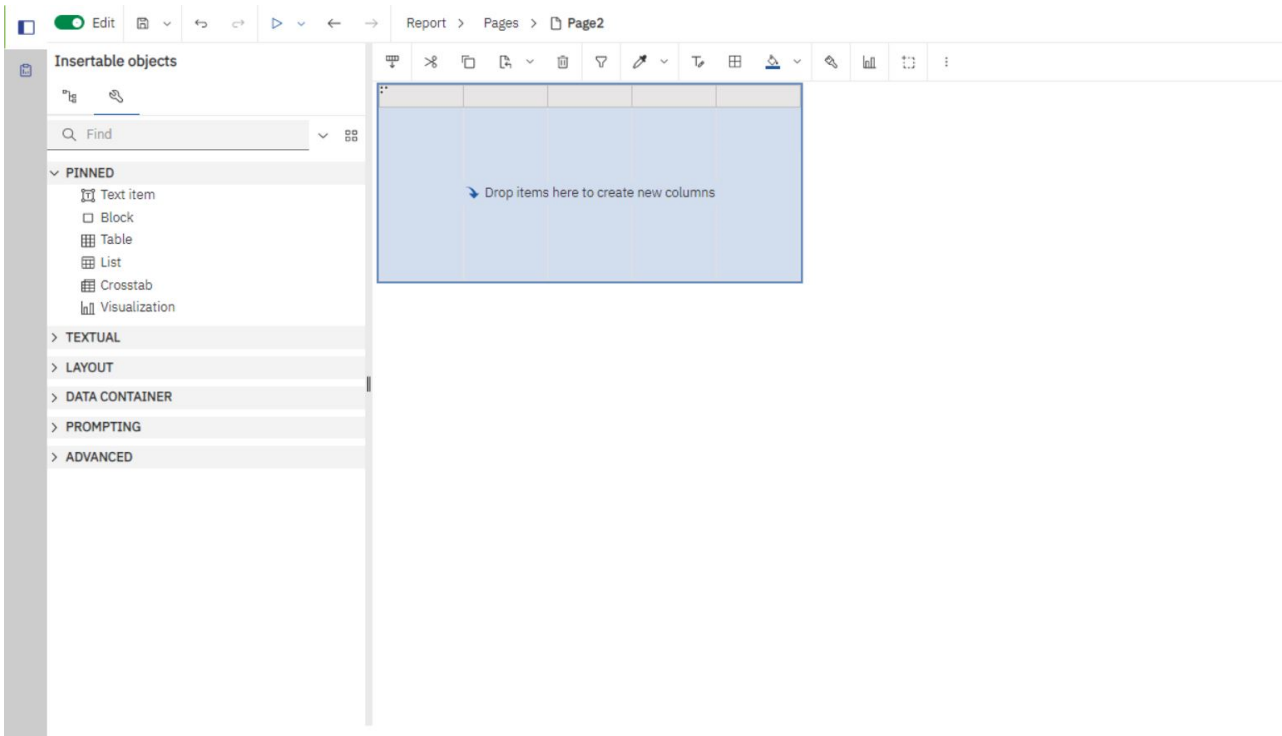 Edit
Report > Pages > Page2
Insertable objects
Find
PINNED
Text item
Block
Table
List
Crosstab
Visualization
TEXTUAL
LAYOUT
DATA CONTAINER
PROMPTING
ADVANCED
Drop items here to create new columns